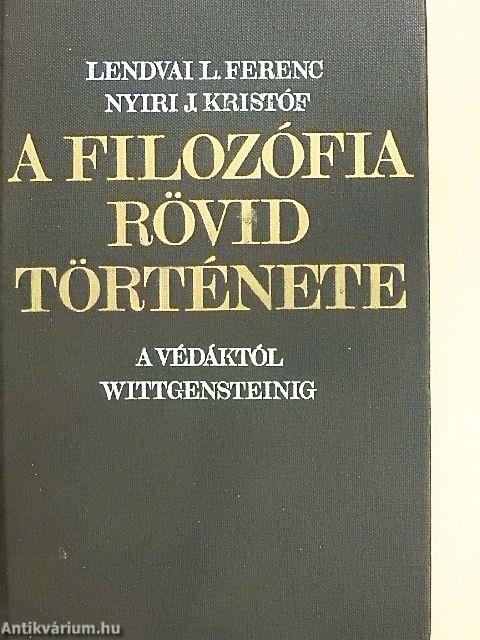 LENDVAI L. FERENC
NYIRI J. KRISTÓF
A FILOZÓFIA
RÖVID
TÖRTÉNETE
A VÉDÁKTÓL
WITTGENSTEINIG
Antikvárium.hu